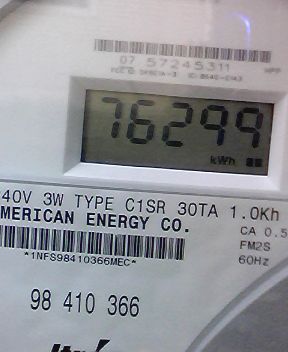 07 57245311
76299
kWh
40V 3W TYPE C1SR 30TA 1.0Kh
MERICAN ENERGY CO.
CA 0.5
FM2S
60Hz
*1NFS98410366MEC*
98 410 366